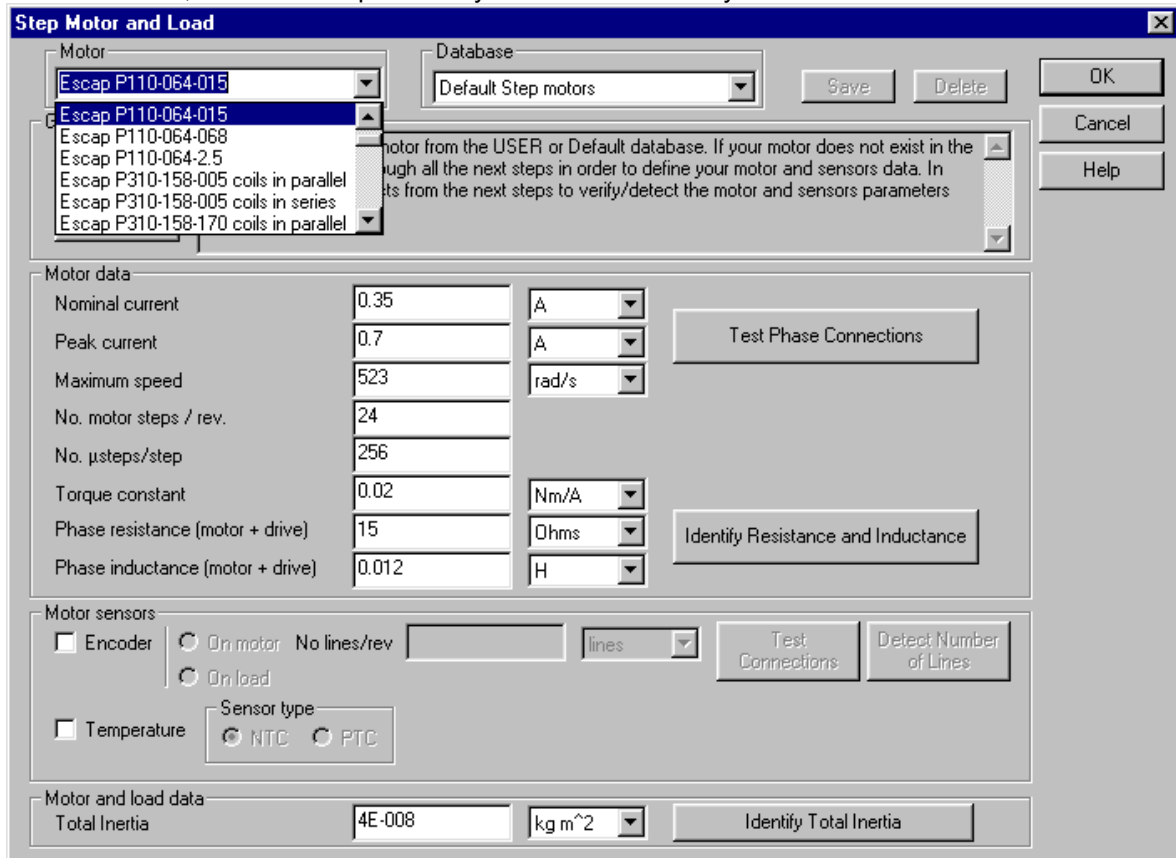 Step Motor and Load
Motor
Database
Escap P110-064-015
Default Step motors
Save
Delete
OK
Cancel
Help
Escap P110-064-015
Escap P110-064-068
Escap P110-064-2.5
Escap P310-158-005 coils in parallel
Escap P310-158-005 coils in series
Escap P310-158-170 coils in parallel
from the USER or Default database. If your motor does not exist in the
all the next steps in order to define your motor and sensors data. In
from the next steps to verify/detect the motor and sensors parameters
Motor data
Nominal current 0.35 A
Test Phase Connections
Peak current 0.7 A
Maximum speed 523 rad/s
No. motor steps / rev. 24
No. µsteps/step 256
Torque constant 0.02 Nm/A
Phase resistance (motor + drive) 15 Ohms
Identify Resistance and Inductance
Phase inductance (motor + drive) 0.012 H
Motor sensors
Encoder On motor No lines/rev lines
On load
Test
Connections
Detect Number
of Lines
Temperature
Sensor type
NTC PTC
Motor and load data
Total Inertia 4E-008 kg m^2 Identify Total Inertia